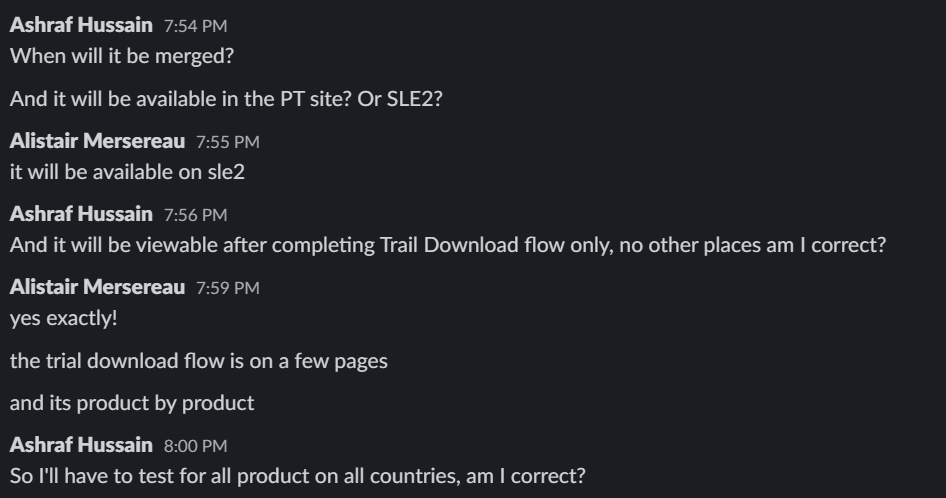 Ashraf Hussain 7:54 PM
When will it be merged?
And it will be available in the PT site? Or SLE2?
Alistair Mersereau 7:55 PM
it will be available on sle2
Ashraf Hussain 7:56 PM
And it will be viewable after completing Trail Download flow only, no other places am I correct?
Alistair Mersereau 7:59 PM
yes exactly!
the trial download flow is on a few pages
and its product by product
Ashraf Hussain 8:00 PM
So I'll have to test for all product on all countries, am I correct?